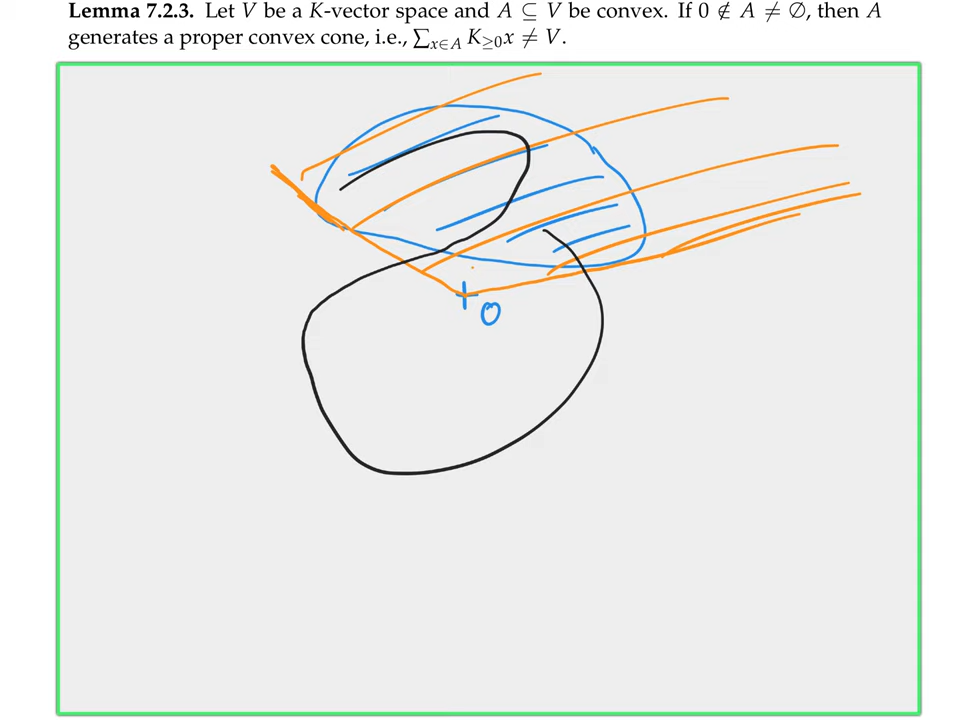 Lemma 7.2.3. Let V be a K-vector space and A ⊆ V be convex. If 0 ∉ A ≠ ∅, then A
generates a proper convex cone, i.e., ∑ₓ∈A K≥0x ≠ V.
0